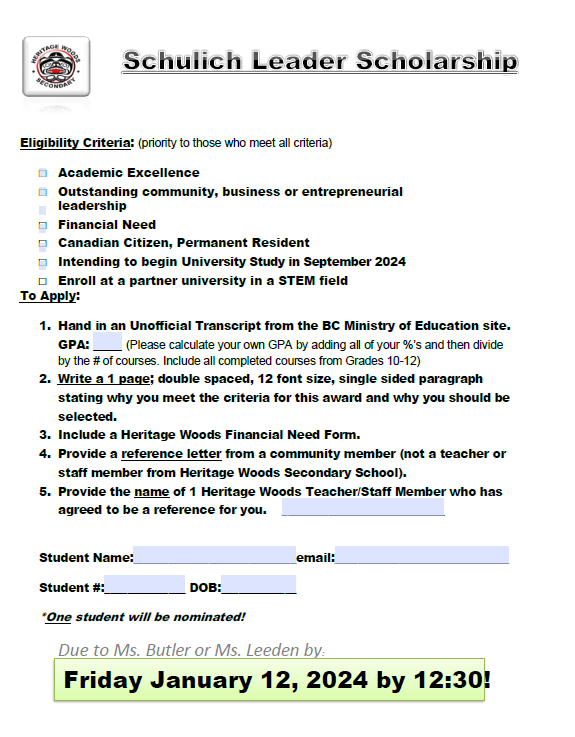 HERITAGE WOODS
SECONDARY
Schulich Leader Scholarship
Eligibility Criteria: (priority to those who meet all criteria)
Academic Excellence
Outstanding community, business or entrepreneurial
leadership
Financial Need
Canadian Citizen, Permanent Resident
Intending to begin University Study in September 2024
Enroll at a partner university in a STEM field
To Apply:
1. Hand in an Unofficial Transcript from the BC Ministry of Education site.
GPA: ____ (Please calculate your own GPA by adding all of your %'s and then divide
by the # of courses. Include all completed courses from Grades 10-12)
2. Write a 1 page; double spaced, 12 font size, single sided paragraph
stating why you meet the criteria for this award and why you should be
selected.
3. Include a Heritage Woods Financial Need Form.
4. Provide a reference letter from a community member (not a teacher or
staff member from Heritage Woods Secondary School).
5. Provide the name of 1 Heritage Woods Teacher/Staff Member who has
agreed to be a reference for you. ____________________
Student Name:____________________email:____________________
Student #:__________ DOB:__________
*One student will be nominated!
Due to Ms. Butler or Ms. Leeden by:
Friday January 12, 2024 by 12:30!